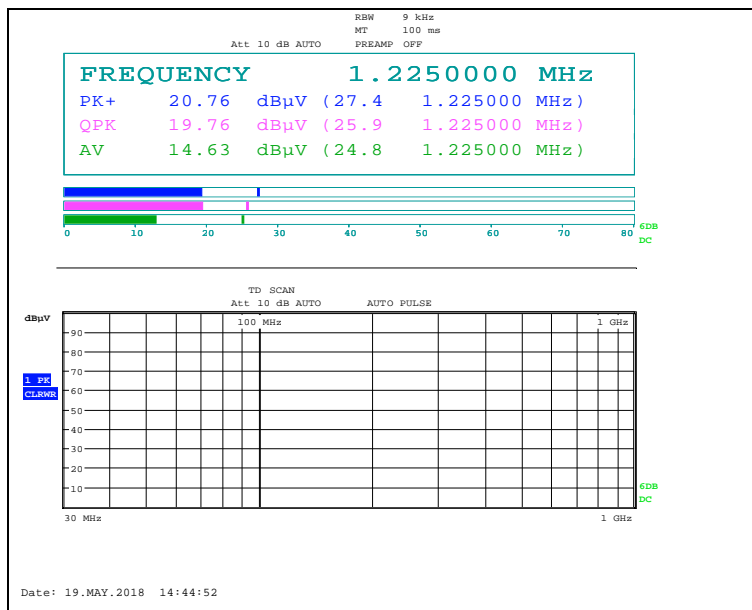 RBW 9 kHz
MT 100 ms
Att 10 dB AUTO PREAMP OFF
FREQUENCY 1.2250000 MHz
PK+ 20.76 dBµV (27.4 1.225000 MHz)
QPK 19.76 dBµV (25.9 1.225000 MHz)
AV 14.63 dBµV (24.8 1.225000 MHz)
0 10 20 30 40 50 60 70 80
6DB
DC
TD SCAN
Att 10 dB AUTO AUTO PULSE
dBµV
100 MHz 1 GHz
90
80
70
1 PK
CLRWR
60
50
40
30
20
10
6DB
DC
30 MHz 1 GHz
Date: 19.MAY.2018 14:44:52